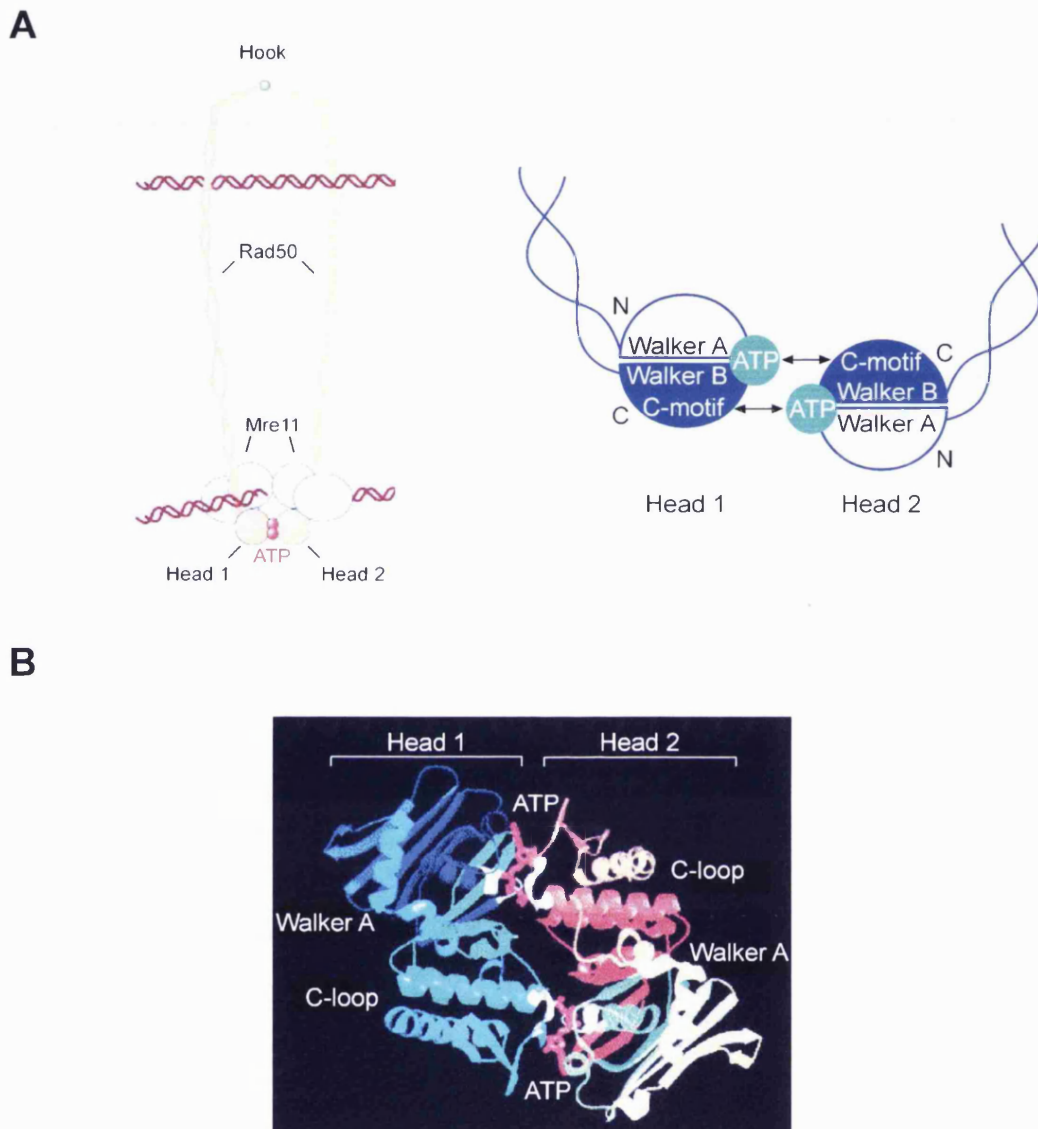 A
Hook
Rad50
Mre11
ATP
Head 1
Head 2
N
Walker A
ATP
Walker B
C-motif
C
Head 1
C-motif
C
Walker B
ATP
Walker A
N
Head 2
B
Head 1
Head 2
ATP
C-loop
Walker A
Walker A
C-loop
ATP